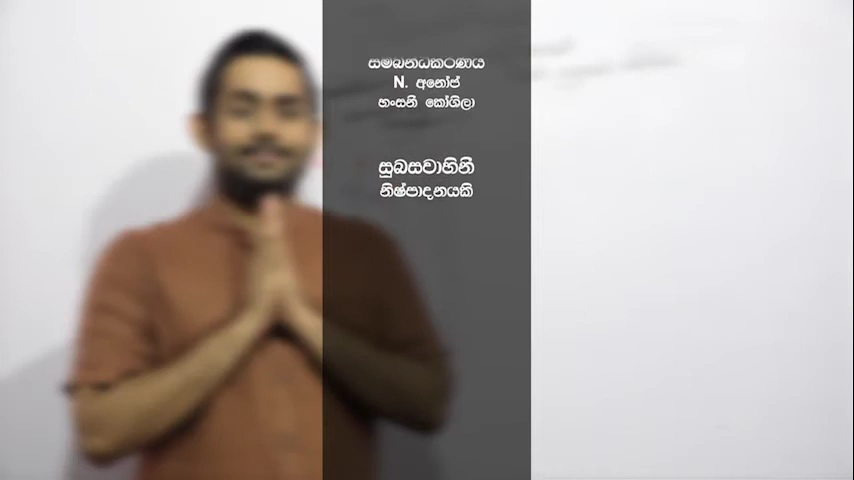 සමබනධකරණය
N. අනෝජ්
හංසනි කෝශිලා
සුබසවාහිනී
නිෂ්පාදනයකි